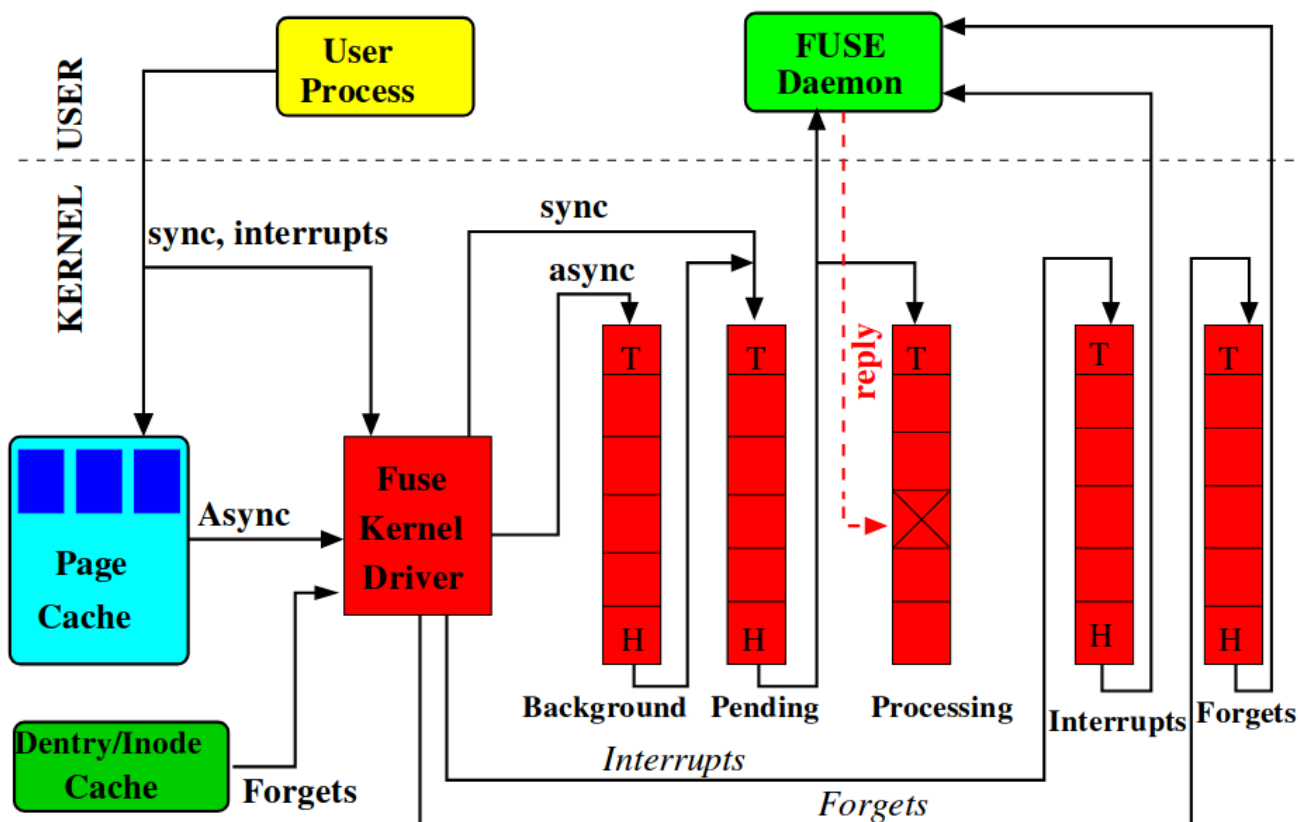 User
Process
FUSE
Daemon
USER
KERNEL
sync, interrupts
sync
async
reply
T
T
T
T
T
Fuse
Kernel
Driver
Async
Page
Cache
H
H
H
H
Background
Pending
Processing
Interrupts
Forgets
Dentry/Inode
Cache
Forgets
Interrupts
Forgets